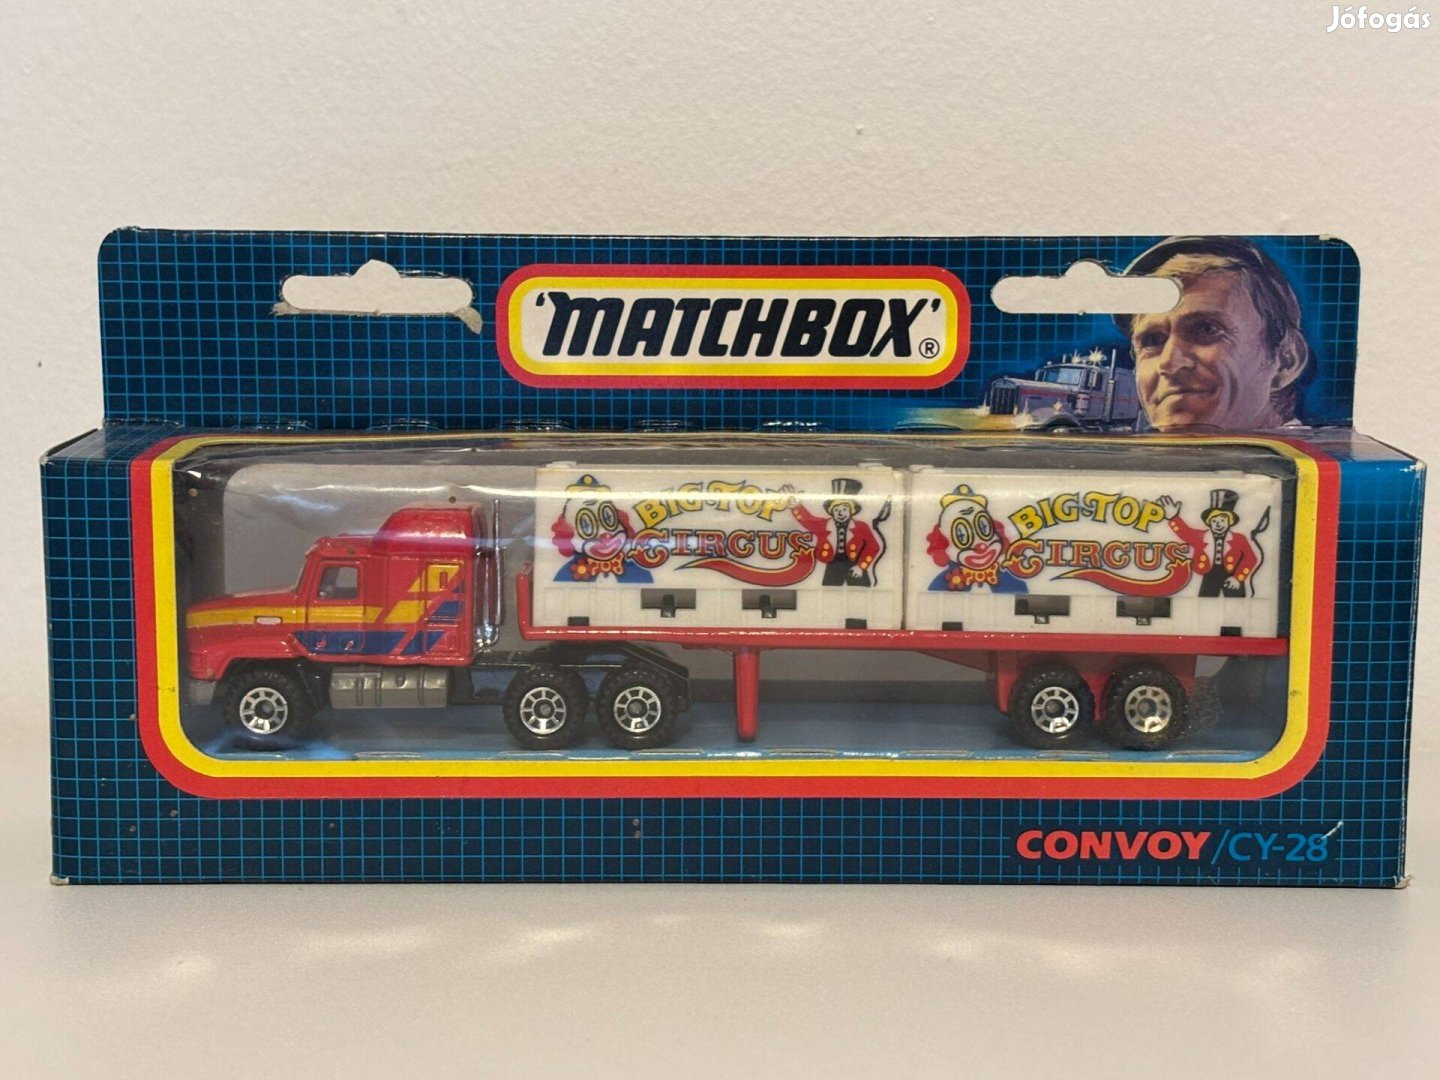 Jófogás
'MATCHBOX'®
BIG TOP
CIRCUS
BIG TOP
CIRCUS
CONVOY/CY-28